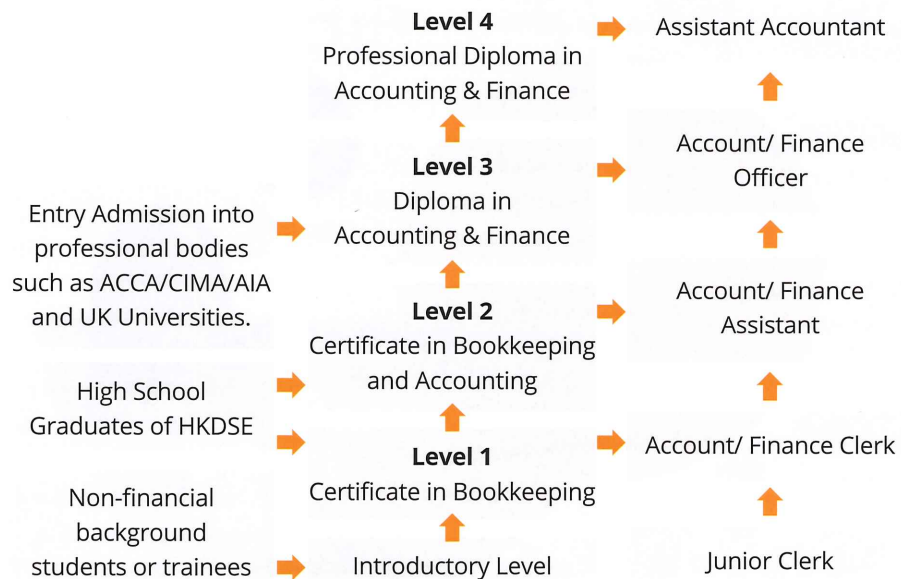 Level 4
Professional Diploma in
Accounting & Finance
Assistant Accountant
Level 3
Diploma in
Accounting & Finance
Account/ Finance
Officer
Entry Admission into
professional bodies
such as ACCA/CIMA/AIA
and UK Universities.
Level 2
Certificate in Bookkeeping
and Accounting
Account/ Finance
Assistant
High School
Graduates of HKDSE
Level 1
Certificate in Bookkeeping
Account/ Finance Clerk
Non-financial
background
students or trainees
Introductory Level
Junior Clerk